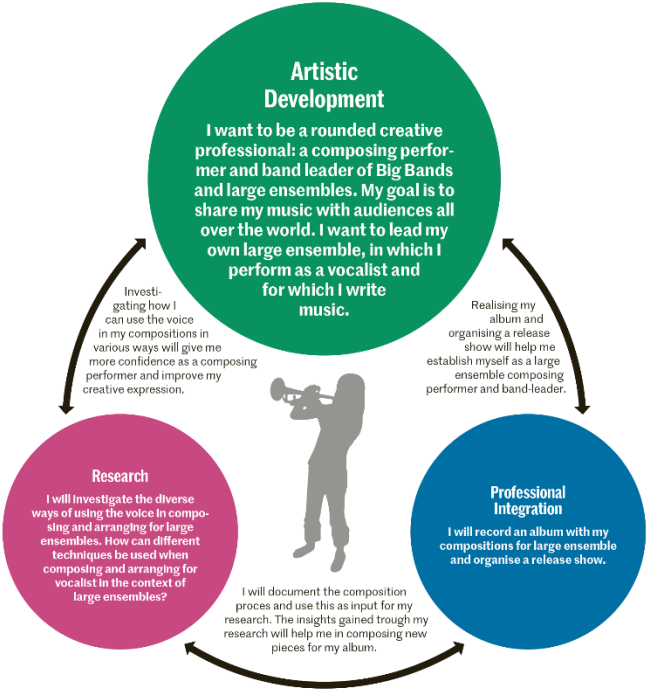 Artistic
Development
I want to be a rounded creative
professional: a composing perfor-
mer and band leader of Big Bands
and large ensembles. My goal is to
share my music with audiences all
over the world. I want to lead my
own large ensemble, in which I
perform as a vocalist and
for which I write
music.
Investi-
gating how I
can use the voice
in my compositions in
various ways will give me
more confidence as a composing
performer and improve my
creative expression.
Realising my
album and
organising a release
show will help me
establish myself as a large
ensemble composing
performer and band-leader.
Research
I will investigate the diverse
ways of using the voice in compo-
sing and arranging for large
ensembles. How can different
techniques be used when
composing and arranging for
vocalist in the context of
large ensembles?
Professional
Integration
I will record an album with my
compositions for large ensemble
and organise a release show.
I will document the composition
proces and use this as input for my
research. The insights gained trough my
research will help me in composing new
pieces for my album.